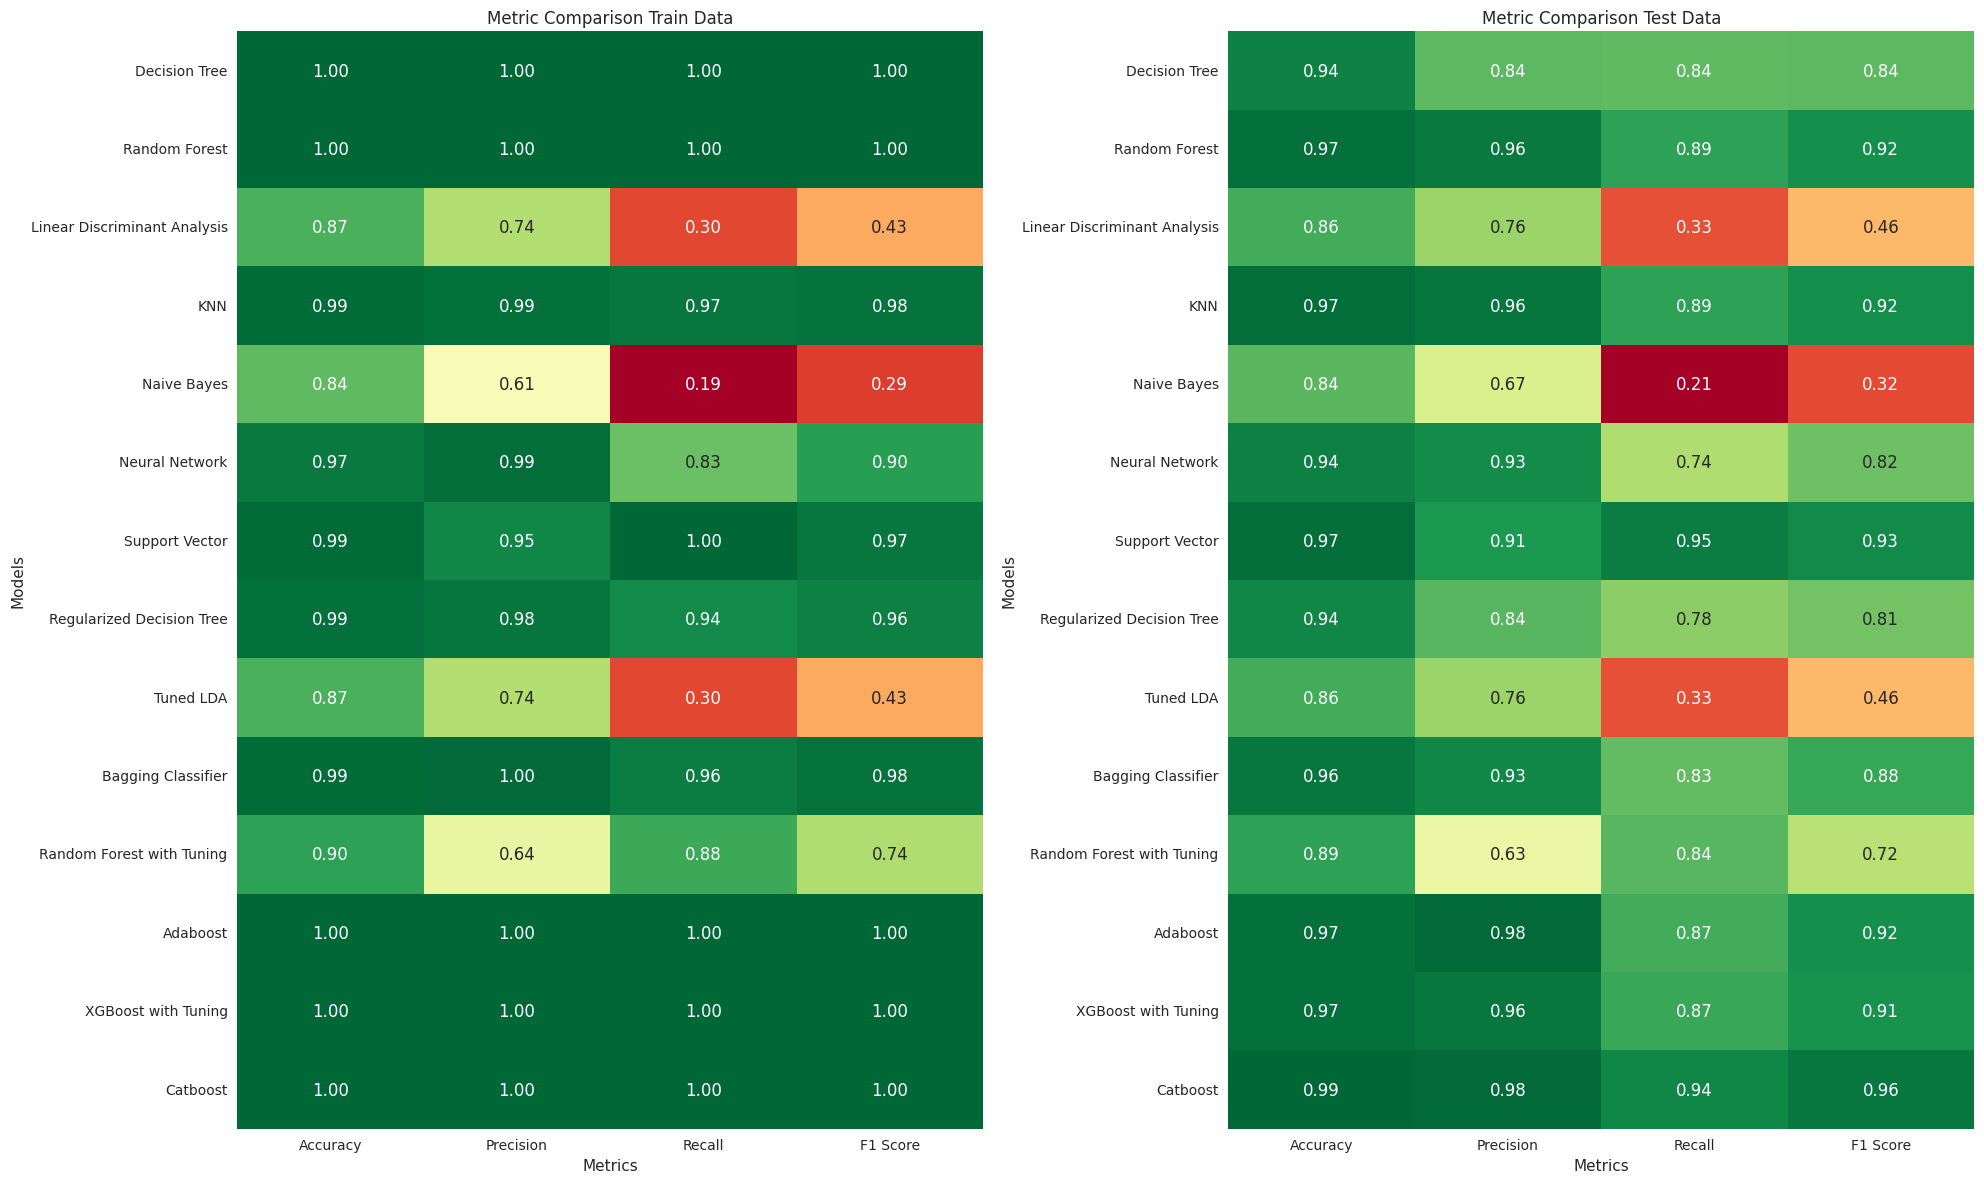 Metric Comparison Train Data
Decision Tree 1.00 1.00 1.00 1.00
Random Forest 1.00 1.00 1.00 1.00
Linear Discriminant Analysis 0.87 0.74 0.30 0.43
KNN 0.99 0.99 0.97 0.98
Naive Bayes 0.84 0.61 0.19 0.29
Neural Network 0.97 0.99 0.83 0.90
Support Vector 0.99 0.95 1.00 0.97
Regularized Decision Tree 0.99 0.98 0.94 0.96
Tuned LDA 0.87 0.74 0.30 0.43
Bagging Classifier 0.99 1.00 0.96 0.98
Random Forest with Tuning 0.90 0.64 0.88 0.74
Adaboost 1.00 1.00 1.00 1.00
XGBoost with Tuning 1.00 1.00 1.00 1.00
Catboost 1.00 1.00 1.00 1.00
Accuracy Precision Recall F1 Score
Metrics
Models
Metric Comparison Test Data
Decision Tree 0.94 0.84 0.84 0.84
Random Forest 0.97 0.96 0.89 0.92
Linear Discriminant Analysis 0.86 0.76 0.33 0.46
KNN 0.97 0.96 0.89 0.92
Naive Bayes 0.84 0.67 0.21 0.32
Neural Network 0.94 0.93 0.74 0.82
Support Vector 0.97 0.91 0.95 0.93
Regularized Decision Tree 0.94 0.84 0.78 0.81
Tuned LDA 0.86 0.76 0.33 0.46
Bagging Classifier 0.96 0.93 0.83 0.88
Random Forest with Tuning 0.89 0.63 0.84 0.72
Adaboost 0.97 0.98 0.87 0.92
XGBoost with Tuning 0.97 0.96 0.87 0.91
Catboost 0.99 0.98 0.94 0.96
Accuracy Precision Recall F1 Score
Metrics
Models